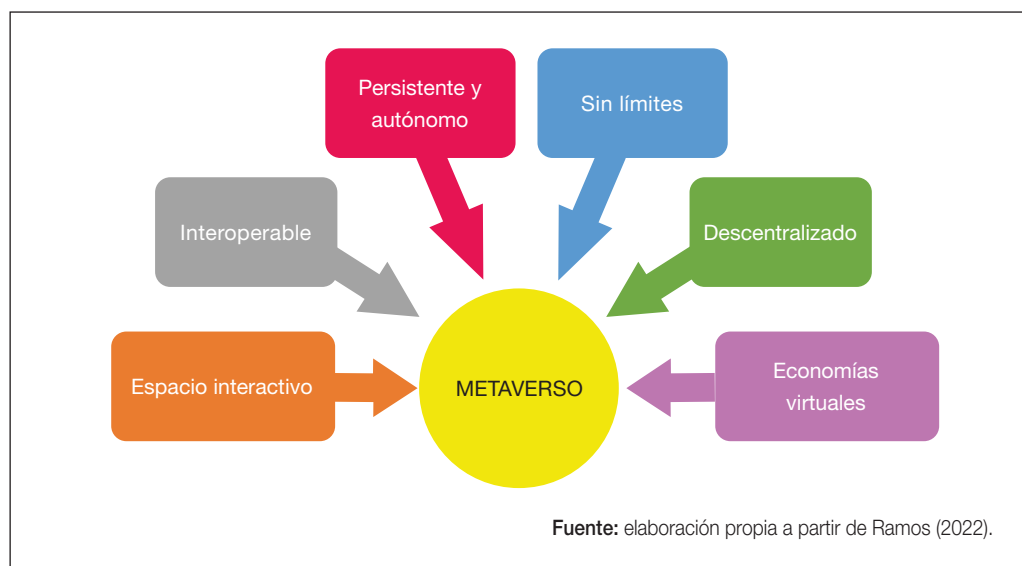 Persistente y
autónomo
Sin límites
Interoperable
Descentralizado
Espacio interactivo
METAVERSO
Economías
virtuales
Fuente: elaboración propia a partir de Ramos (2022).